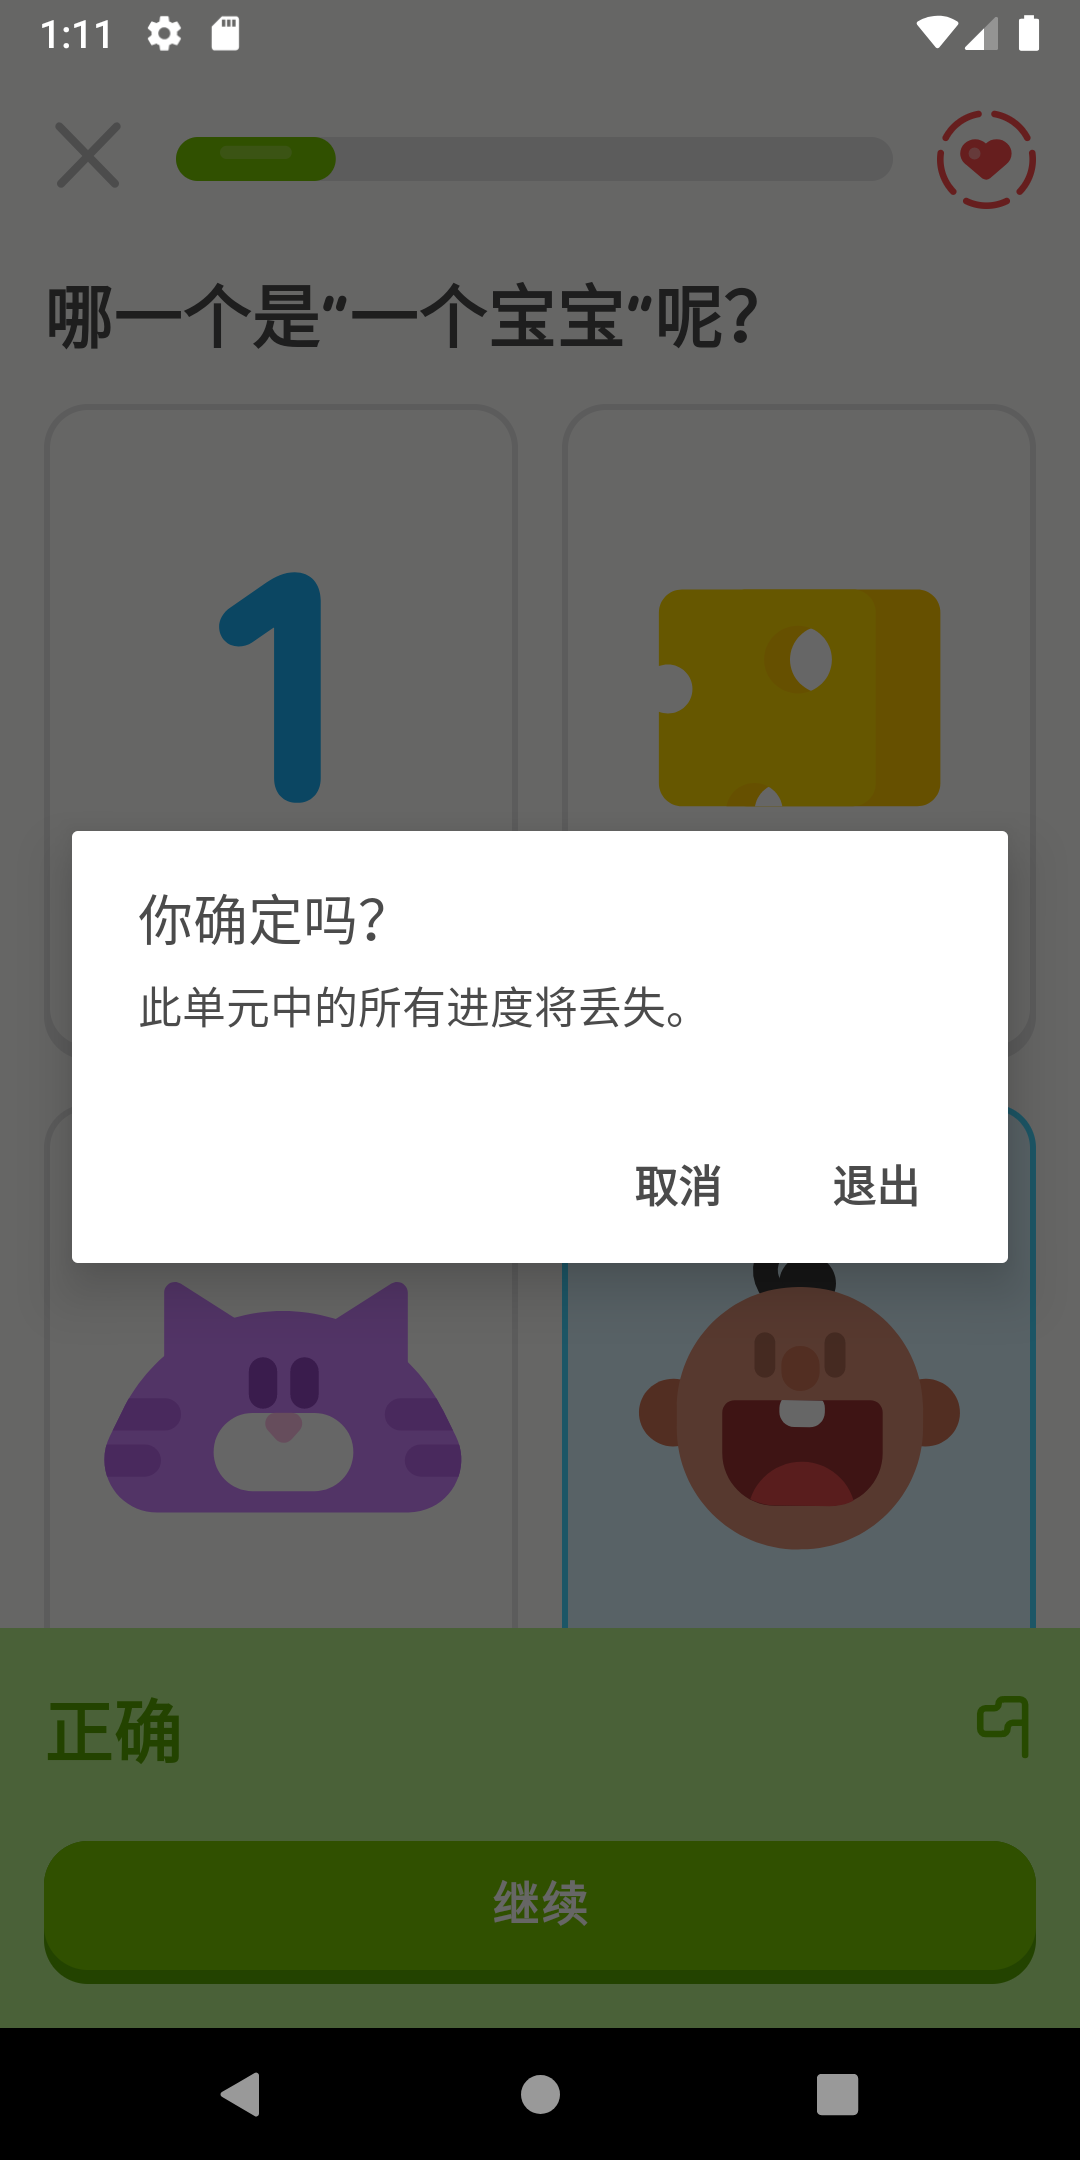 1:11
哪一个是“一个宝宝”呢？
1
你确定吗？
此单元中的所有进度将丢失。
取消
退出
正确
继续